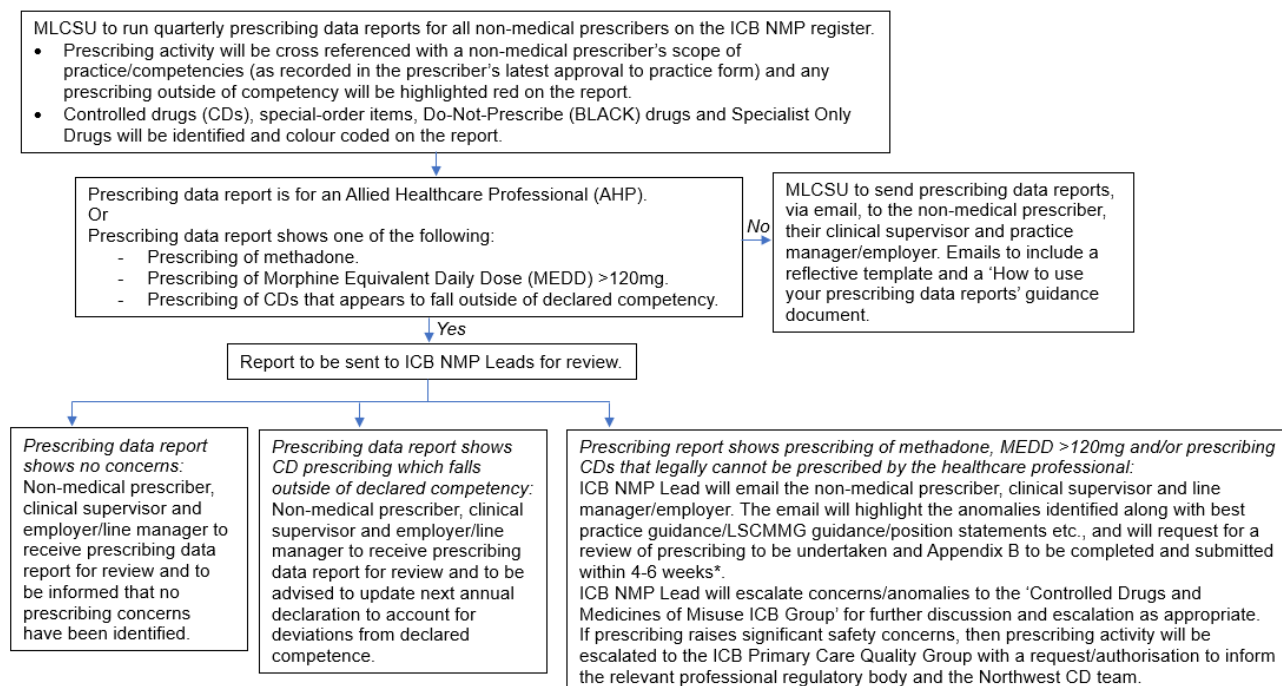 MLCSU to run quarterly prescribing data reports for all non-medical prescribers on the ICB NMP register.
• Prescribing activity will be cross referenced with a non-medical prescriber's scope of
practice/competencies (as recorded in the prescriber's latest approval to practice form) and any
prescribing outside of competency will be highlighted red on the report.
• Controlled drugs (CDs), special-order items, Do-Not-Prescribe (BLACK) drugs and Specialist Only
Drugs will be identified and colour coded on the report.
Prescribing data report is for an Allied Healthcare Professional (AHP).
Or
Prescribing data report shows one of the following:
- Prescribing of methadone.
- Prescribing of Morphine Equivalent Daily Dose (MEDD) >120mg.
- Prescribing of CDs that appears to fall outside of declared competency.
No
MLCSU to send prescribing data reports,
via email, to the non-medical prescriber,
their clinical supervisor and practice
manager/employer. Emails to include a
reflective template and a 'How to use
your prescribing data reports' guidance
document.
Yes
Report to be sent to ICB NMP Leads for review.
Prescribing data report
shows no concerns:
Non-medical prescriber,
clinical supervisor and
employer/line manager to
receive prescribing data
report for review and to
be informed that no
prescribing concerns
have been identified.
Prescribing data report shows
CD prescribing which falls
outside of declared competency:
Non-medical prescriber, clinical
supervisor and employer/line
manager to receive prescribing
data report for review and to be
advised to update next annual
declaration to account for
deviations from declared
competence.
Prescribing report shows prescribing of methadone, MEDD >120mg and/or prescribing
CDs that legally cannot be prescribed by the healthcare professional:
ICB NMP Lead will email the non-medical prescriber, clinical supervisor and line
manager/employer. The email will highlight the anomalies identified along with best
practice guidance/LSCMMG guidance/position statements etc., and will request for a
review of prescribing to be undertaken and Appendix B to be completed and submitted
within 4-6 weeks*.
ICB NMP Lead will escalate concerns/anomalies to the 'Controlled Drugs and
Medicines of Misuse ICB Group' for further discussion and escalation as appropriate.
If prescribing raises significant safety concerns, then prescribing activity will be
escalated to the ICB Primary Care Quality Group with a request/authorisation to inform
the relevant professional regulatory body and the Northwest CD team.